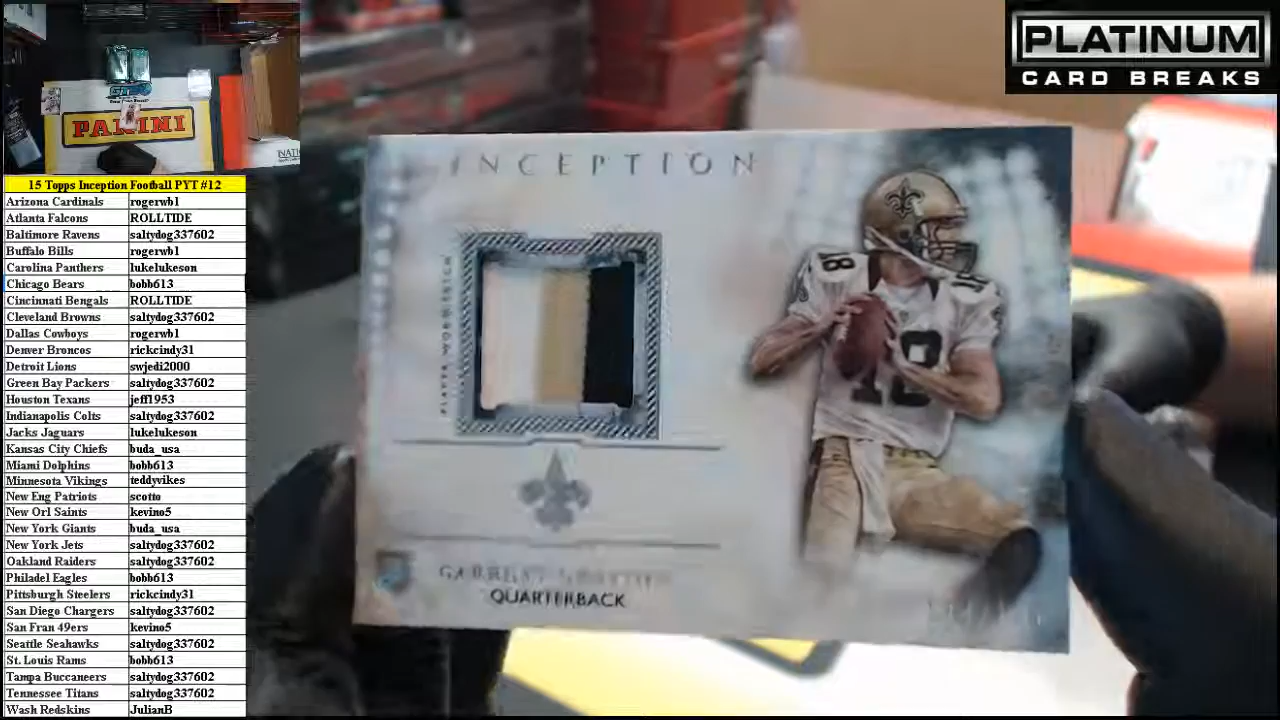 PLATINUM
CARD BREAKS
PANINI
15 Topps Inception Football PYT #12
Arizona Cardinals rogerwb1
Atlanta Falcons ROLLTIDE
Baltimore Ravens saltydog337602
Buffalo Bills rogerwb1
Carolina Panthers lukelukeson
Chicago Bears bobb613
Cincinnati Bengals ROLLTIDE
Cleveland Browns saltydog337602
Dallas Cowboys rogerwb1
Denver Broncos rickcindy31
Detroit Lions swjedi2000
Green Bay Packers saltydog337602
Houston Texans jeff1953
Indianapolis Colts saltydog337602
Jacks Jaguars lukelukeson
Kansas City Chiefs buda_usa
Miami Dolphins bobb613
Minnesota Vikings teddyvikes
New Eng Patriots scotto
New Orl Saints kevino5
New York Giants buda_usa
New York Jets saltydog337602
Oakland Raiders saltydog337602
Philadel Eagles bobb613
Pittsburgh Steelers rickcindy31
San Diego Chargers saltydog337602
San Fran 49ers kevino5
Seattle Seahawks saltydog337602
St. Louis Rams bobb613
Tampa Buccaneers saltydog337602
Tennessee Titans saltydog337602
Wash Redskins JulianB
INCEPTION
PLAYER WORN
18
18
GARRETT
QUARTERBACK